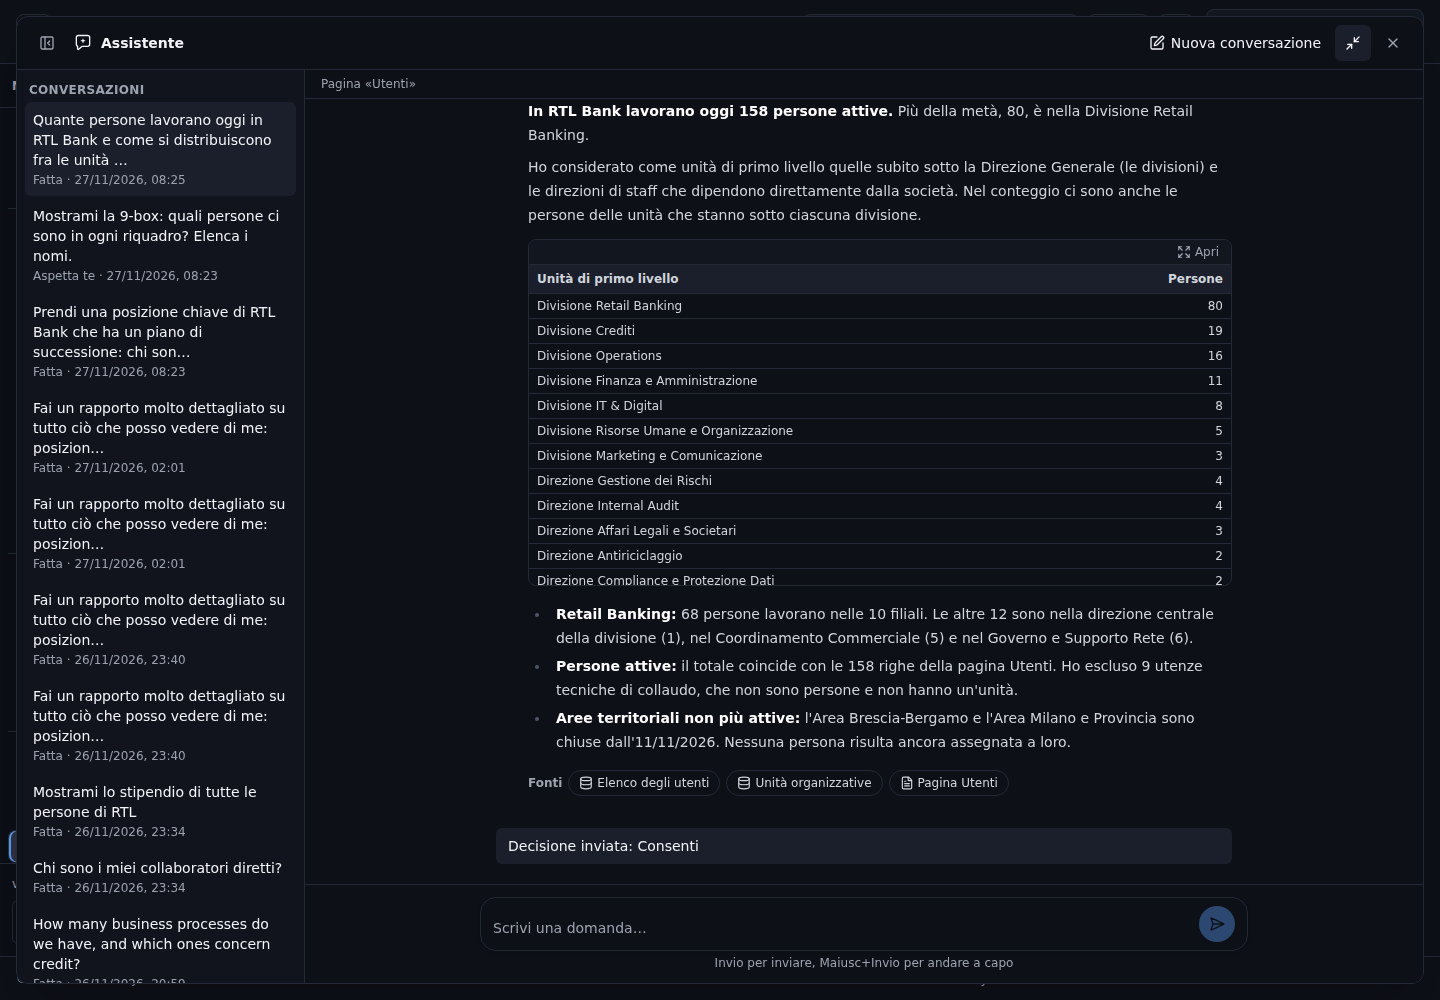 Assistente
Nuova conversazione
CONVERSAZIONI
Quante persone lavorano oggi in
RTL Bank e come si distribuiscono
fra le unità …
Fatta · 27/11/2026, 08:25
Mostrami la 9-box: quali persone ci
sono in ogni riquadro? Elenca i
nomi.
Aspetta te · 27/11/2026, 08:23
Prendi una posizione chiave di RTL
Bank che ha un piano di
successione: chi son…
Fatta · 27/11/2026, 08:23
Fai un rapporto molto dettagliato su
tutto ciò che posso vedere di me:
posizion…
Fatta · 27/11/2026, 02:01
Fai un rapporto molto dettagliato su
tutto ciò che posso vedere di me:
posizion…
Fatta · 27/11/2026, 02:01
Fai un rapporto molto dettagliato su
tutto ciò che posso vedere di me:
posizion…
Fatta · 26/11/2026, 23:40
Fai un rapporto molto dettagliato su
tutto ciò che posso vedere di me:
posizion…
Fatta · 26/11/2026, 23:40
Mostrami lo stipendio di tutte le
persone di RTL
Fatta · 26/11/2026, 23:34
Chi sono i miei collaboratori diretti?
Fatta · 26/11/2026, 23:34
How many business processes do
we have, and which ones concern
credit?
Fatta · 26/11/2026, 20:59
Pagina «Utenti»
In RTL Bank lavorano oggi 158 persone attive. Più della metà, 80, è nella Divisione Retail
Banking.
Ho considerato come unità di primo livello quelle subito sotto la Direzione Generale (le divisioni) e
le direzioni di staff che dipendono direttamente dalla società. Nel conteggio ci sono anche le
persone delle unità che stanno sotto ciascuna divisione.
Apri
Unità di primo livello Persone
Divisione Retail Banking 80
Divisione Crediti 19
Divisione Operations 16
Divisione Finanza e Amministrazione 11
Divisione IT & Digital 8
Divisione Risorse Umane e Organizzazione 5
Divisione Marketing e Comunicazione 3
Direzione Gestione dei Rischi 4
Direzione Internal Audit 4
Direzione Affari Legali e Societari 3
Direzione Antiriciclaggio 2
Direzione Compliance e Protezione Dati 2
Retail Banking: 68 persone lavorano nelle 10 filiali. Le altre 12 sono nella direzione centrale
della divisione (1), nel Coordinamento Commerciale (5) e nel Governo e Supporto Rete (6).
Persone attive: il totale coincide con le 158 righe della pagina Utenti. Ho escluso 9 utenze
tecniche di collaudo, che non sono persone e non hanno un'unità.
Aree territoriali non più attive: l'Area Brescia-Bergamo e l'Area Milano e Provincia sono
chiuse dall'11/11/2026. Nessuna persona risulta ancora assegnata a loro.
Fonti Elenco degli utenti Unità organizzative Pagina Utenti
Decisione inviata: Consenti
Scrivi una domanda…
Invio per inviare, Maiusc+Invio per andare a capo